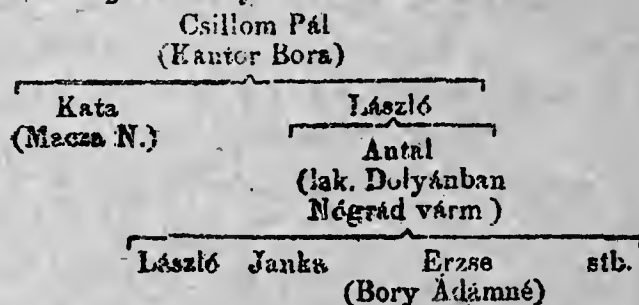 Csillom Pál
(Kantor Bora)
Kata László
(Macza N.) Antal
(lak. Dolyánban
Nógrád várm )
László Janka Erzse stb.
(Bory Ádámné)